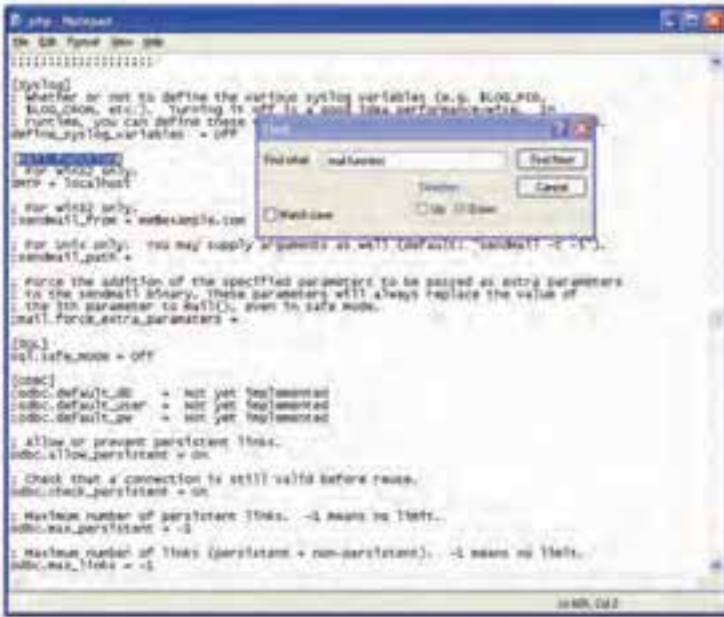 php - Notepad
File Edit Format View Help
;;;;;;;;;;;;;;;;;;;
[Syslog]
; Whether or not to define the various syslog variables (e.g. $LOG_PID,
; $LOG_CRON, etc.). Turning it off is a good idea performance-wise. In
; runtime, you can define these
define_syslog_variables = Off
[mail function]
; For Win32 only.
SMTP = localhost
; For Win32 only.
;sendmail_from = me@example.com
; For Unix only. You may supply arguments as well (default: "sendmail -t -i").
;sendmail_path =
; Force the addition of the specified parameters to be passed as extra parameters
; to the sendmail binary. These parameters will always replace the value of
; the 5th parameter to mail(), even in safe mode.
;mail.force_extra_parameters =
[SQL]
sql.safe_mode = Off
[ODBC]
;odbc.default_db = Not yet implemented
;odbc.default_user = Not yet implemented
;odbc.default_pw = Not yet implemented
; Allow or prevent persistent links.
odbc.allow_persistent = On
; Check that a connection is still valid before reuse.
odbc.check_persistent = On
; Maximum number of persistent links. -1 means no limit.
odbc.max_persistent = -1
; Maximum number of links (persistent + non-persistent). -1 means no limit.
odbc.max_links = -1
Find
Find what: mail function
Find Next
Direction
Cancel
Match case
Up Down